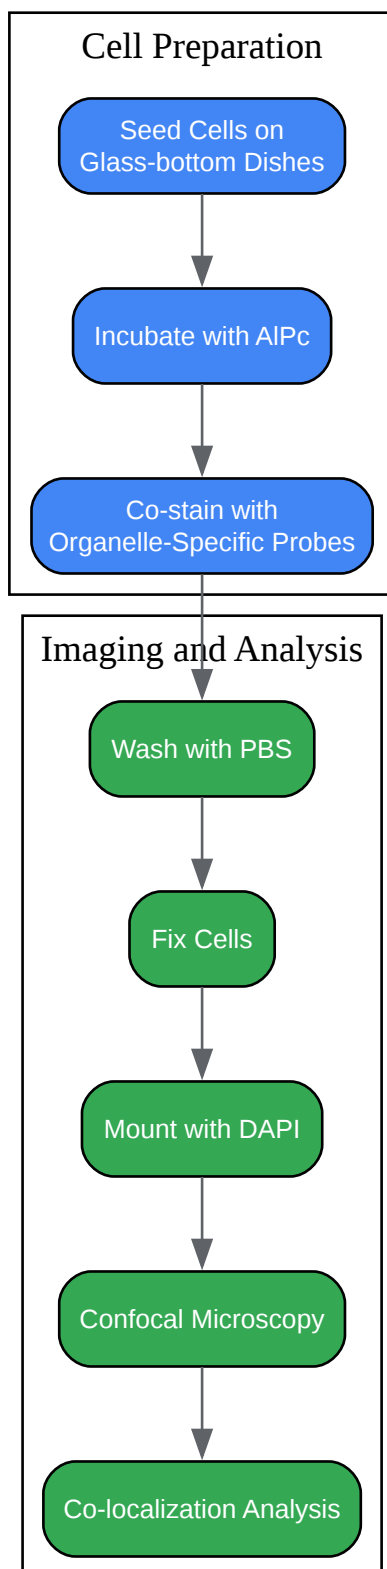 Cell Preparation
Seed Cells on
Glass-bottom Dishes
Incubate with AlPc
Co-stain with
Organelle-Specific Probes
Imaging and Analysis
Wash with PBS
Fix Cells
Mount with DAPI
Confocal Microscopy
Co-localization Analysis